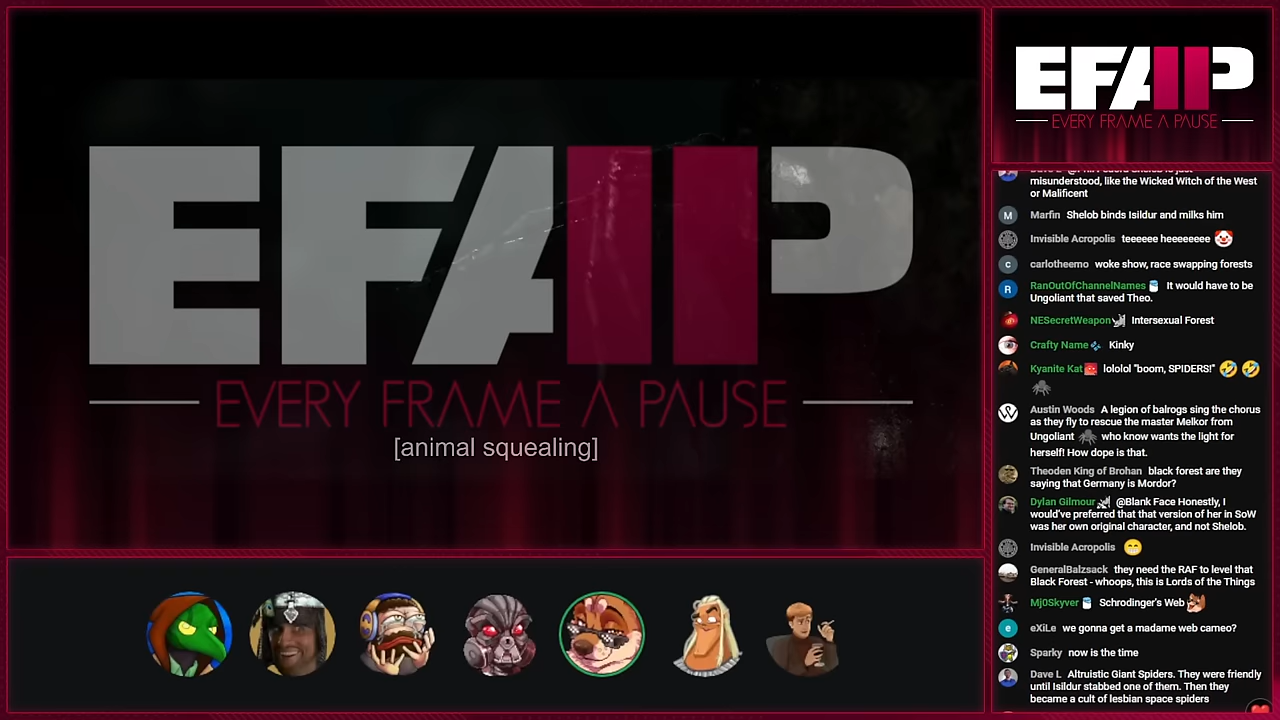 EFAP
EVERY FRAME A PAUSE
[animal squealing]
EFAP
EVERY FRAME A PAUSE
misunderstood, like the Wicked Witch of the West
or Malificent
M Marfin Shelob binds Isildur and milks him
Invisible Acropolis teeeeee heeeeeeee 🤡
c carlotheemo woke show, race swapping forests
R RanOutOfChannelNames It would have to be
Ungoliant that saved Theo.
NESecretWeapon Intersexual Forest
Crafty Name Kinky
Kyanite Kat lololol "boom, SPIDERS!" 🤣 🤣
🕷
Austin Woods A legion of balrogs sing the chorus
as they fly to rescue the master Melkor from
Ungoliant 🕷 who know wants the light for
herself! How dope is that.
Theoden King of Brohan black forest are they
saying that Germany is Mordor?
Dylan Gilmour @Blank Face Honestly, I
would've preferred that that version of her in SoW
was her own original character, and not Shelob.
Invisible Acropolis 😁
GeneralBalzsack they need the RAF to level that
Black Forest - whoops, this is Lords of the Things
Mj0Skyver Schrodinger's Web
e eXiLe we gonna get a madame web cameo?
Sparky now is the time
Dave L Altruistic Giant Spiders. They were friendly
until Isildur stabbed one of them. Then they
became a cult of lesbian space spiders